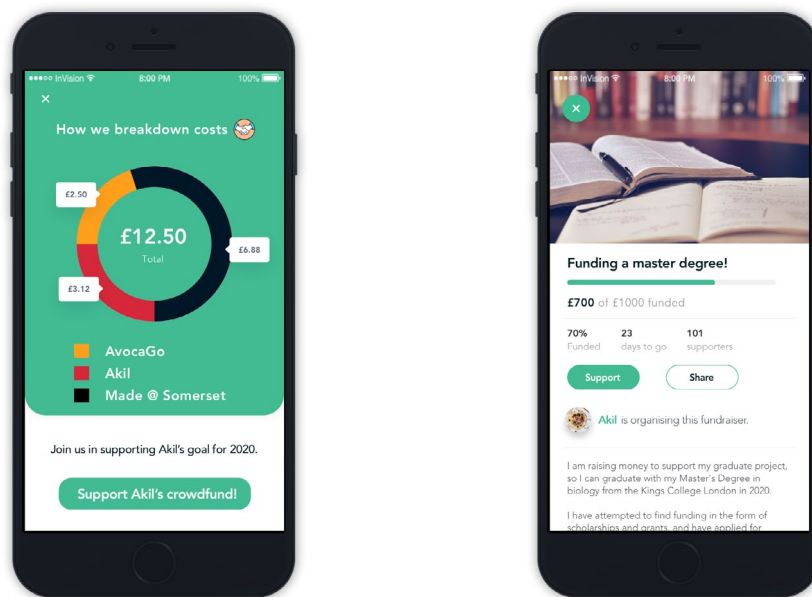 InVision
8:00 PM
100%
×
How we breakdown costs
£2.50
£12.50
Total
£6.88
£3.12
AvocaGo
Akil
Made @ Somerset
Join us in supporting Akil's goal for 2020.
Support Akil's crowdfund!
InVision
8:00 PM
100%
×
Funding a master degree!
£700 of £1000 funded
70%
23
101
Funded
days to go
supporters
Support
Share
Akil is organising this fundraiser.
I am raising money to support my graduate project,
so I can graduate with my Master's Degree in
biology from the Kings College London in 2020.
I have attempted to find funding in the form of
scholarships and grants, and have applied for